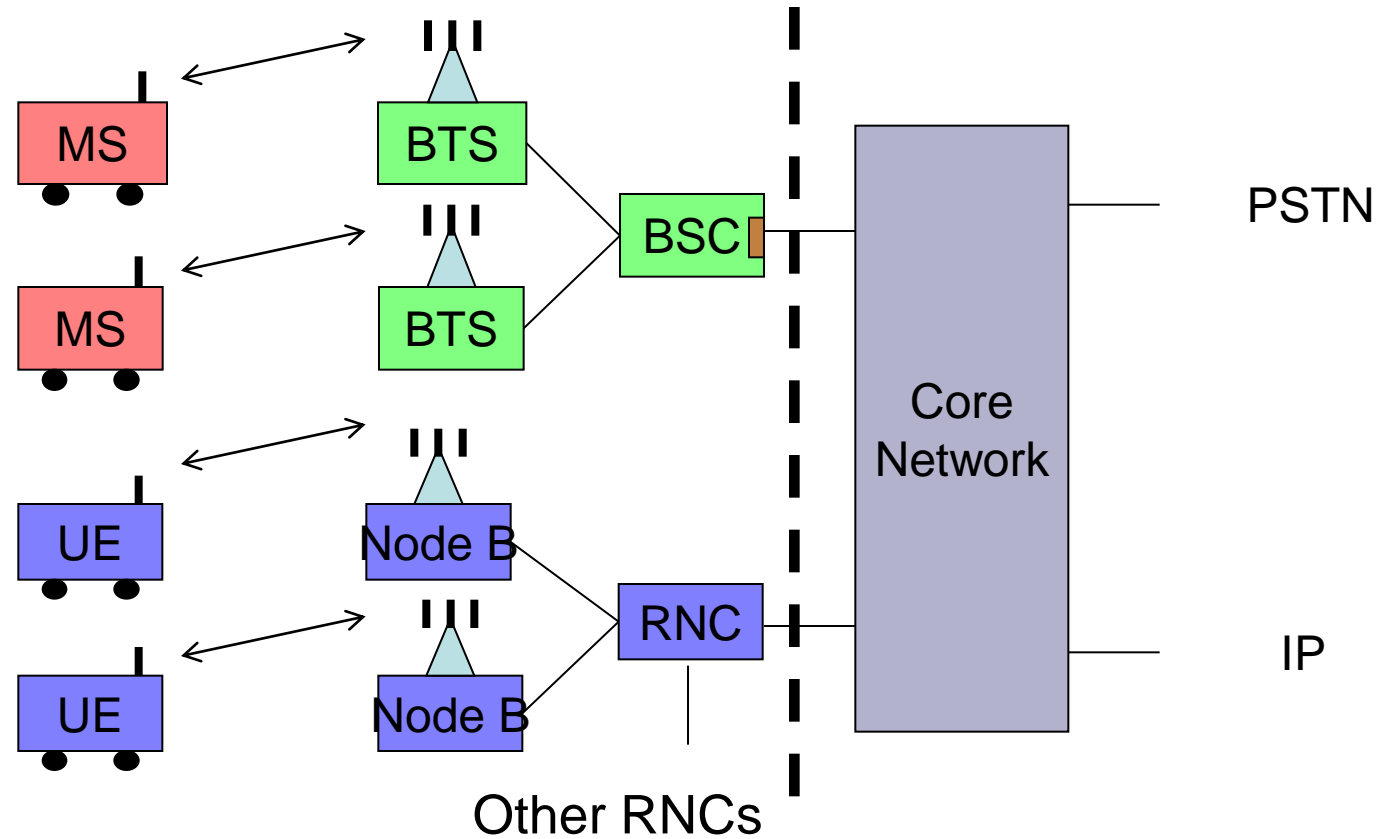 MS
BTS
PSTN
BSC
MS
BTS
Core
Network
UE
Node B
RNC
IP
UE
Node B
Other RNCs